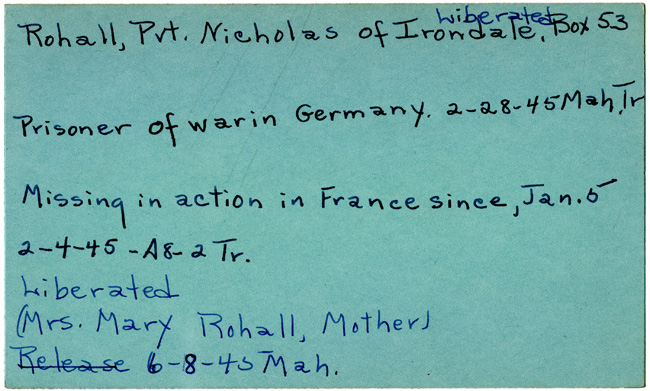 Liberated
Rohall, Pvt. Nicholas of Irondale, Box 53
Prisoner of war in Germany. 2-28-45 Mah, Tr
Missing in action in France since, Jan. 5
2-4-45 - A8-2 Tr.
Liberated
(Mrs. Mary Rohall, Mother)
Release 6-8-45 Mah.